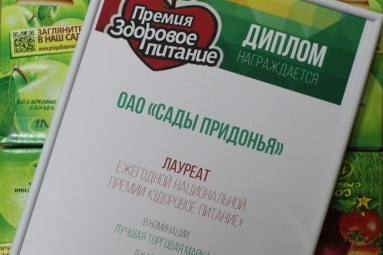 ЗАГЛЯНИТЕ
В НАШ САД
Премия
Здоровое
питание
ДИПЛОМ
НАГРАЖДАЕТСЯ
ОАО «САДЫ ПРИДОНЬЯ»
ЛАУРЕАТ
ЕЖЕГОДНОЙ НАЦИОНАЛЬНОЙ
ПРЕМИИ «ЗДОРОВОЕ ПИТАНИЕ»
В НОМИНАЦИИ
ЛУЧШАЯ ТОРГОВАЯ МАРКА